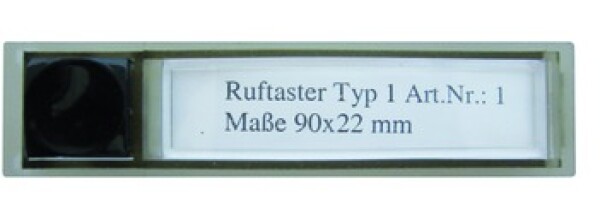 Ruftaster Typ 1 Art.Nr.: 1
Maße 90x22 mm